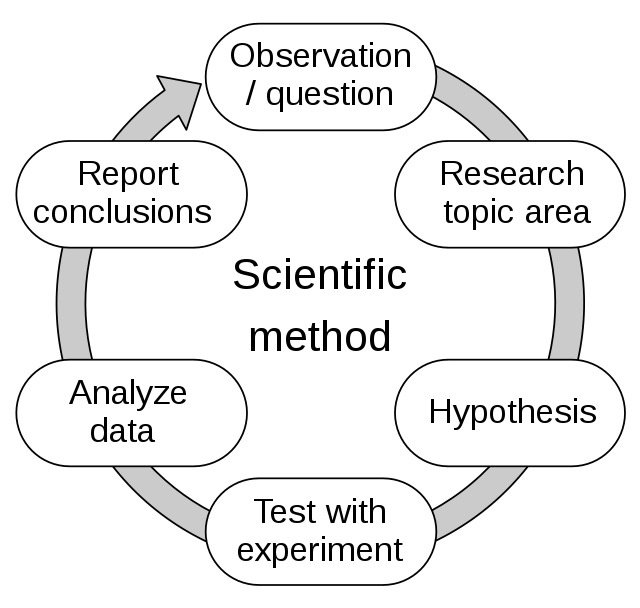 Observation
/ question
Research
topic area
Hypothesis
Test with
experiment
Analyze
data
Report
conclusions
Scientific
method